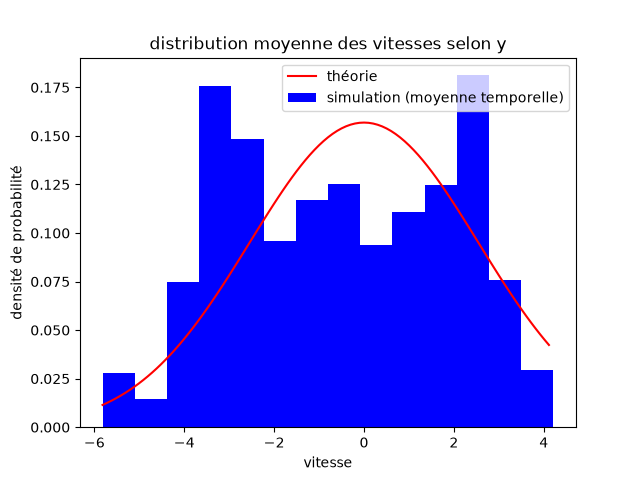 distribution moyenne des vitesses selon y
théorie
simulation (moyenne temporelle)
densité de probabilité
0.175
0.150
0.125
0.100
0.075
0.050
0.025
0.000
−6 −4 −2 0 2 4
vitesse